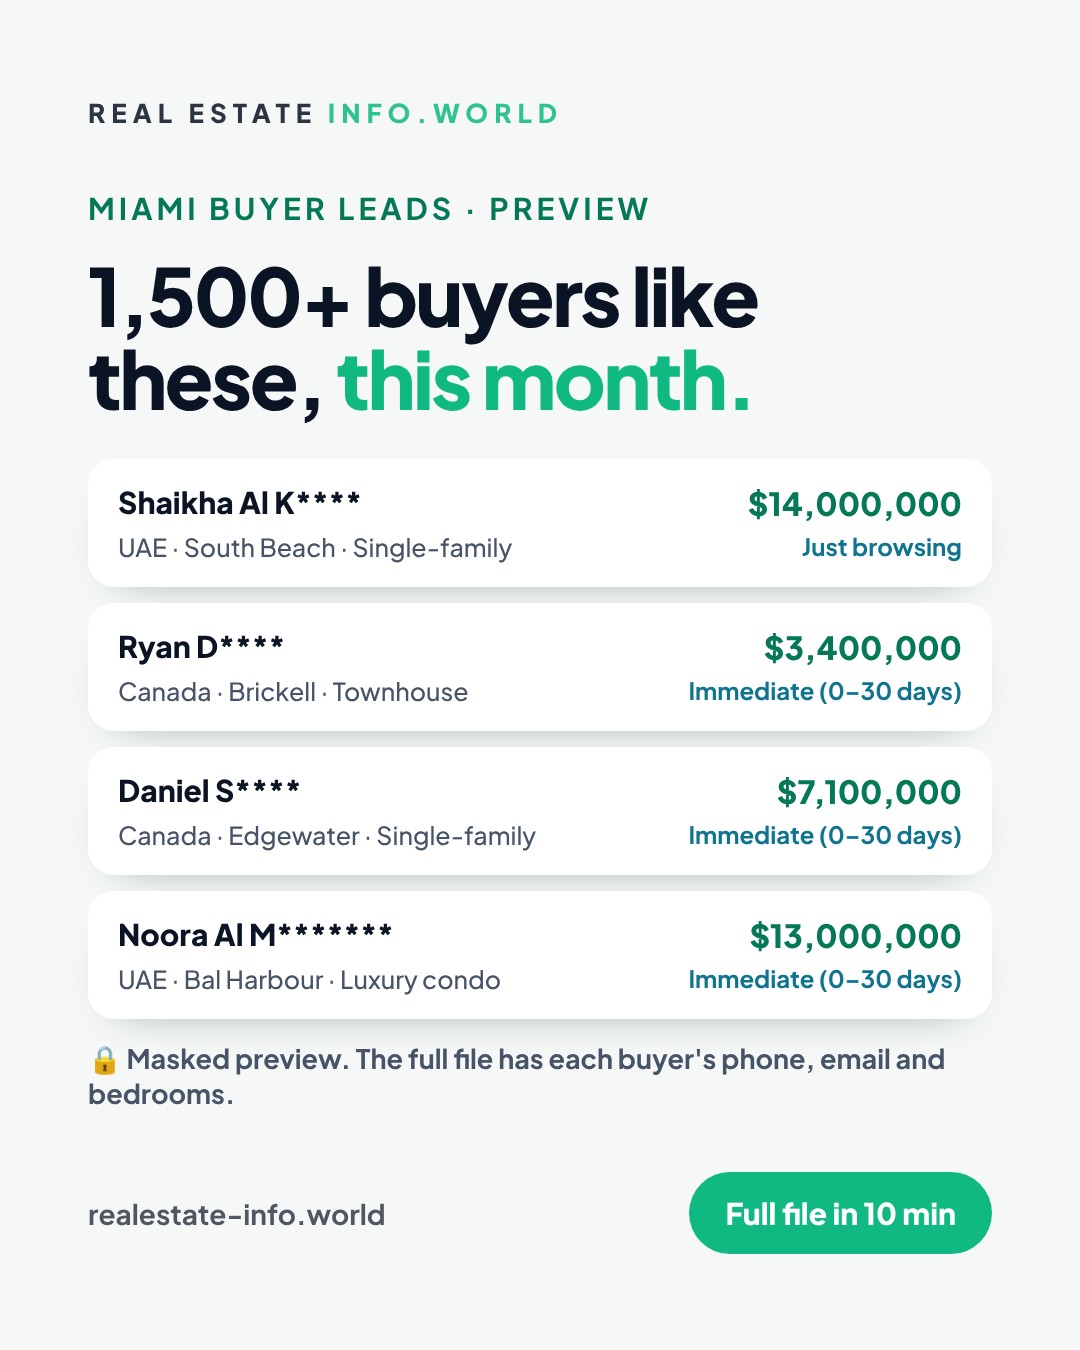 REAL ESTATE INFO.WORLD
MIAMI BUYER LEADS · PREVIEW
1,500+ buyers like
these, this month.
Shaikha Al K****
$14,000,000
UAE · South Beach · Single-family
Just browsing
Ryan D****
$3,400,000
Canada · Brickell · Townhouse
Immediate (0–30 days)
Daniel S****
$7,100,000
Canada · Edgewater · Single-family
Immediate (0–30 days)
Noora Al M*******
$13,000,000
UAE · Bal Harbour · Luxury condo
Immediate (0–30 days)
🔒 Masked preview. The full file has each buyer's phone, email and
bedrooms.
realestate-info.world
Full file in 10 min